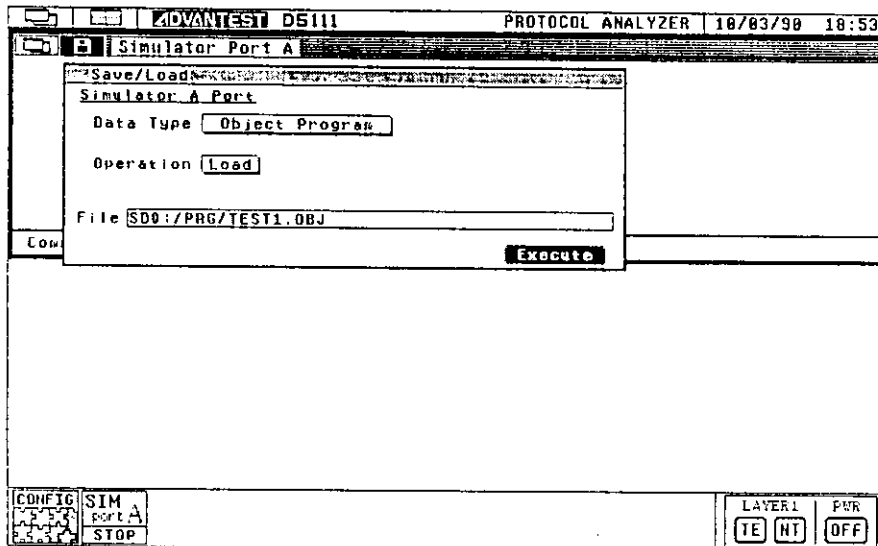 ADVANTEST D5111 PROTOCOL ANALYZER 10/03/90 18:53
Simulator Port A
Save/Load
Simulator A Port
Data Type Object Program
Operation Load
File SD0:/PRG/TEST1.OBJ
Execute
CONFIG
SIM
port A
STOP
LAYER1
TE NT
PWR
OFF